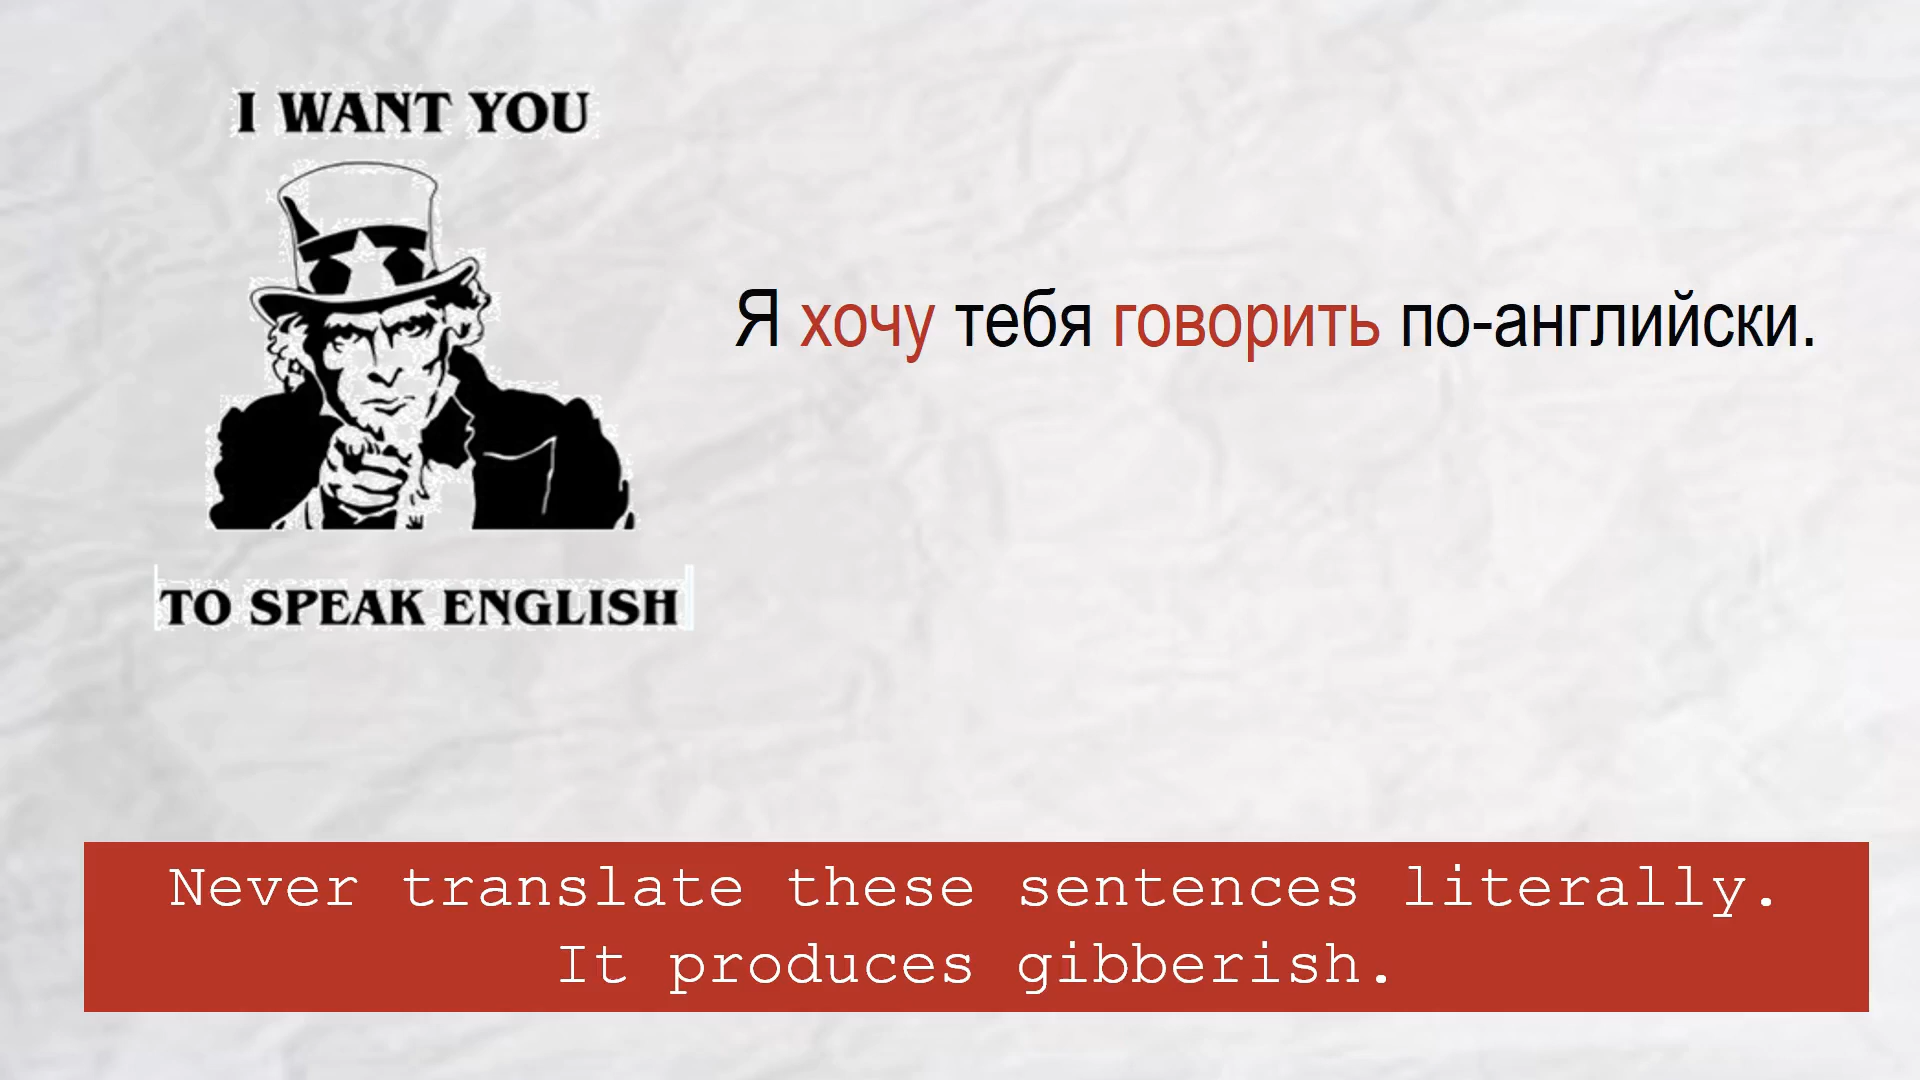 I WANT YOU
TO SPEAK ENGLISH
Я хочу тебя говорить по-английски.
Never translate these sentences literally.
It produces gibberish.